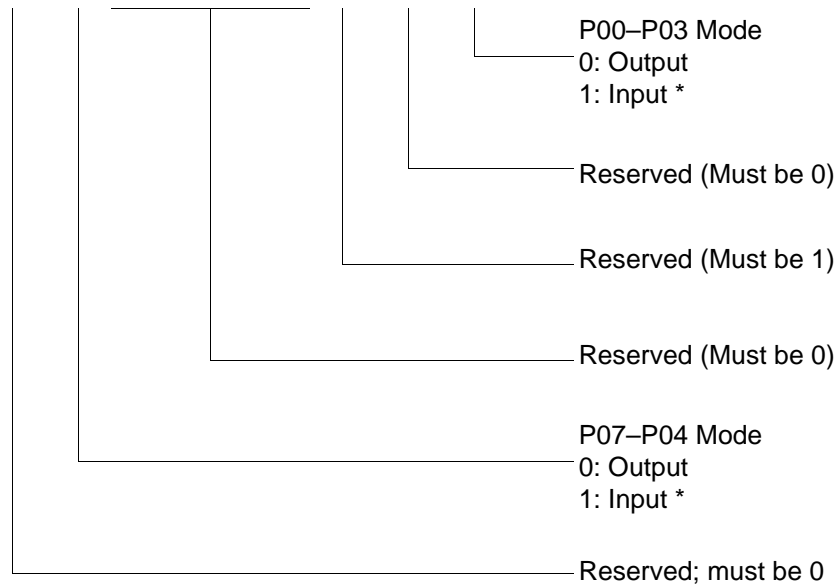 P00–P03 Mode
0: Output
1: Input *
Reserved (Must be 0)
Reserved (Must be 1)
Reserved (Must be 0)
P07–P04 Mode
0: Output
1: Input *
Reserved; must be 0